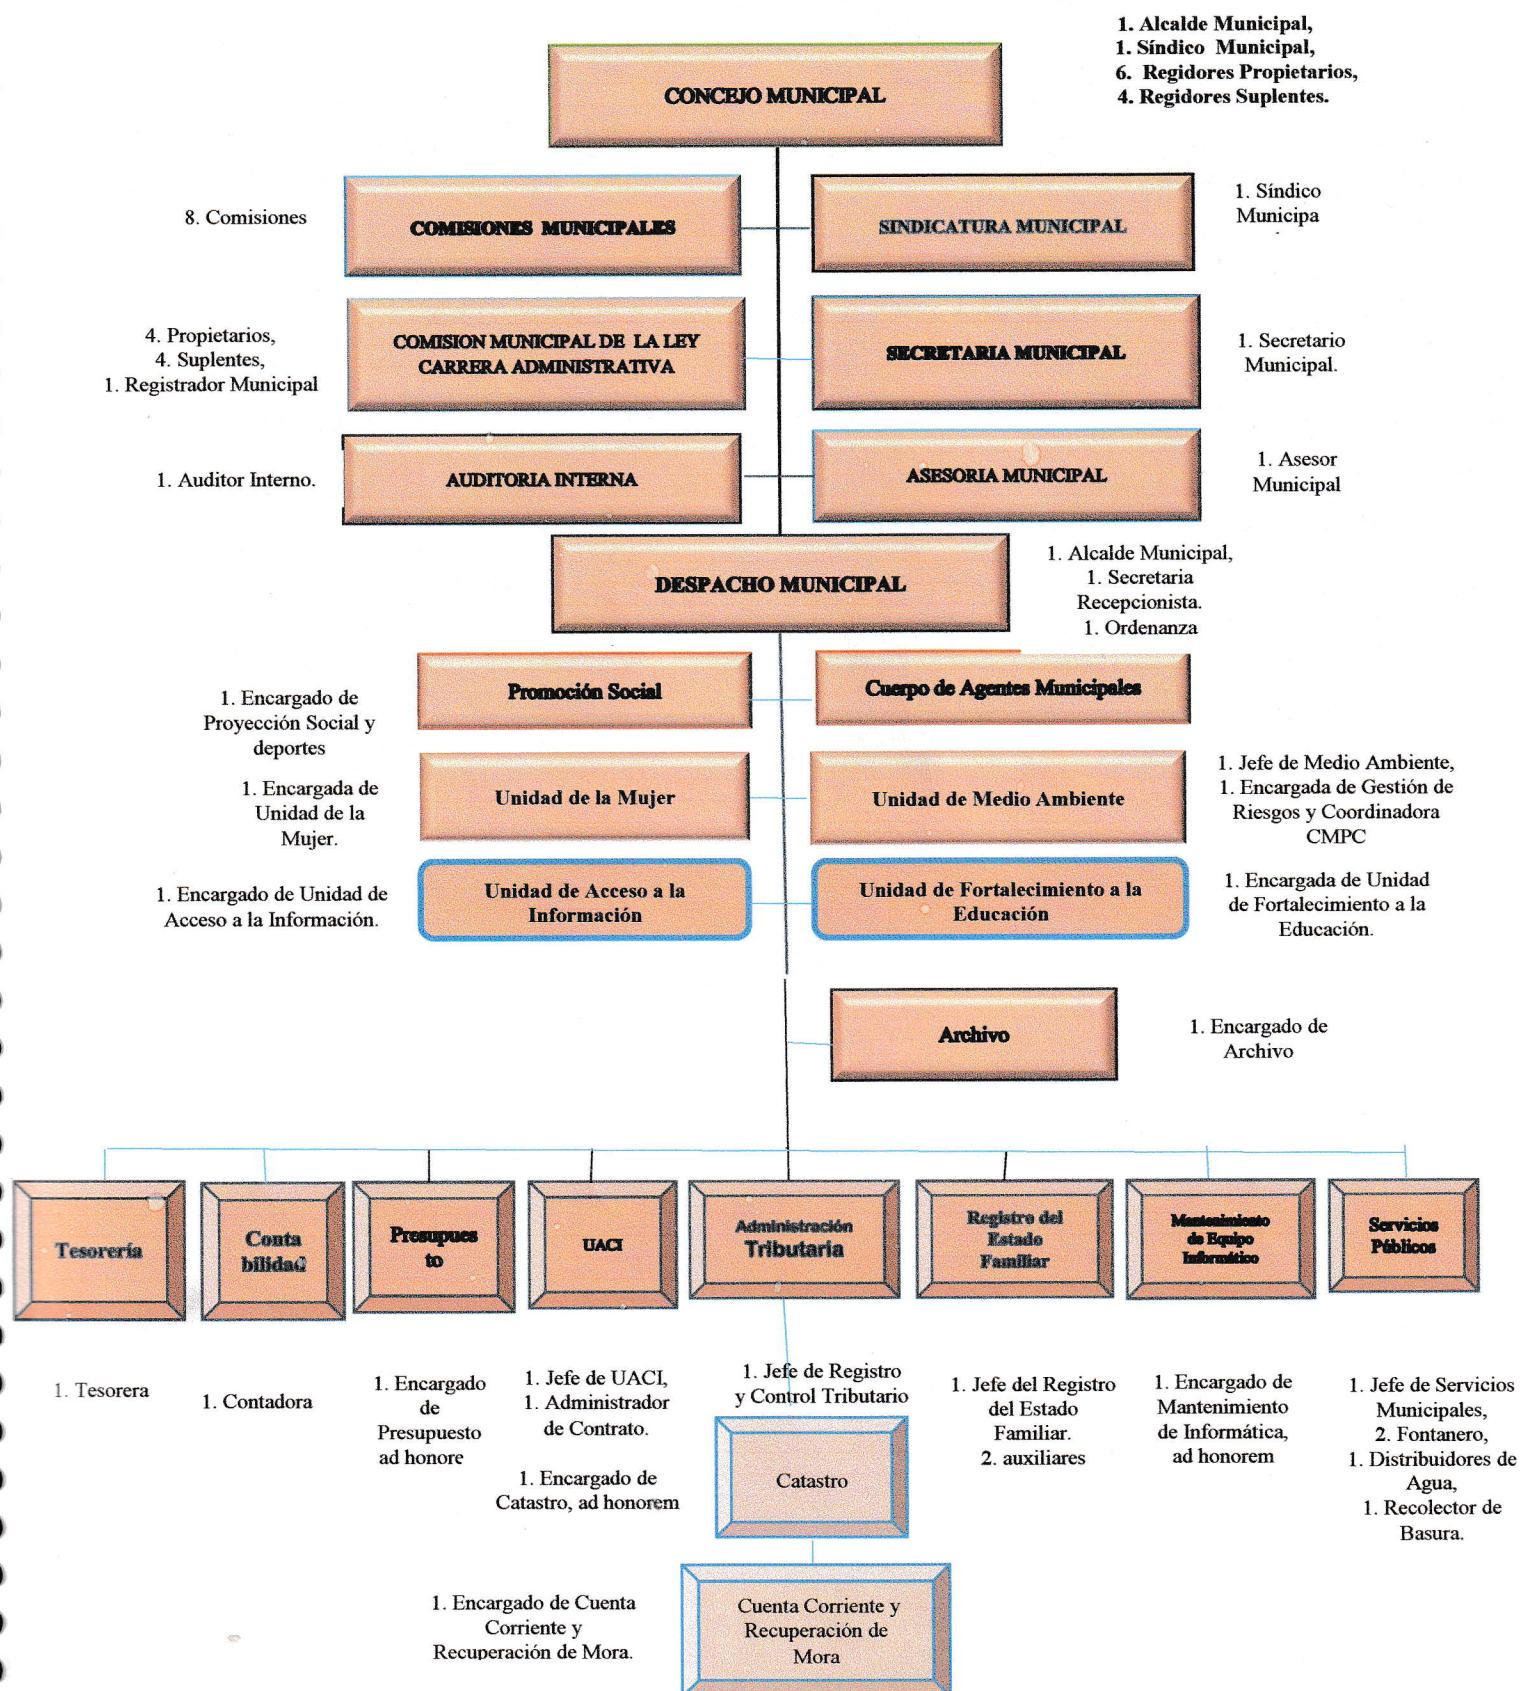 1. Alcalde Municipal,
1. Síndico Municipal,
6. Regidores Propietarios,
4. Regidores Suplentes.
CONCEJO MUNICIPAL
8. Comisiones
COMISIONES MUNICIPALES
SINDICATURA MUNICIPAL
1. Síndico
Municipa
4. Propietarios,
4. Suplentes,
1. Registrador Municipal
COMISION MUNICIPAL DE LA LEY
CARRERA ADMINISTRATIVA
SECRETARIA MUNICIPAL
1. Secretario
Municipal.
1. Auditor Interno.
AUDITORIA INTERNA
ASESORIA MUNICIPAL
1. Asesor
Municipal
DESPACHO MUNICIPAL
1. Alcalde Municipal,
1. Secretaria
Recepcionista.
1. Ordenanza
1. Encargado de
Proyección Social y
deportes
Promoción Social
Cuerpo de Agentes Municipales
1. Encargada de
Unidad de la
Mujer.
Unidad de la Mujer
Unidad de Medio Ambiente
1. Jefe de Medio Ambiente,
1. Encargada de Gestión de
Riesgos y Coordinadora
CMPC
1. Encargado de Unidad de
Acceso a la Información.
Unidad de Acceso a la
Información
Unidad de Fortalecimiento a la
Educación
1. Encargada de Unidad
de Fortalecimiento a la
Educación.
Archivo
1. Encargado de
Archivo
Tesorería
Conta
bilidad
Presupues
to
UACI
Administración
Tributaria
Registro del
Estado
Familiar
Mantenimiento
de Equipo
Informático
Servicios
Públicos
1. Tesorera
1. Contadora
1. Encargado
de
Presupuesto
ad honore
1. Jefe de UACI,
1. Administrador
de Contrato.
1. Jefe de Registro
y Control Tributario
1. Jefe del Registro
del Estado
Familiar.
2. auxiliares
1. Encargado de
Mantenimiento
de Informática,
ad honorem
1. Jefe de Servicios
Municipales,
2. Fontanero,
1. Distribuidores de
Agua,
1. Recolector de
Basura.
1. Encargado de
Catastro, ad honorem
Catastro
1. Encargado de Cuenta
Corriente y
Recuperación de Mora.
Cuenta Corriente y
Recuperación de
Mora